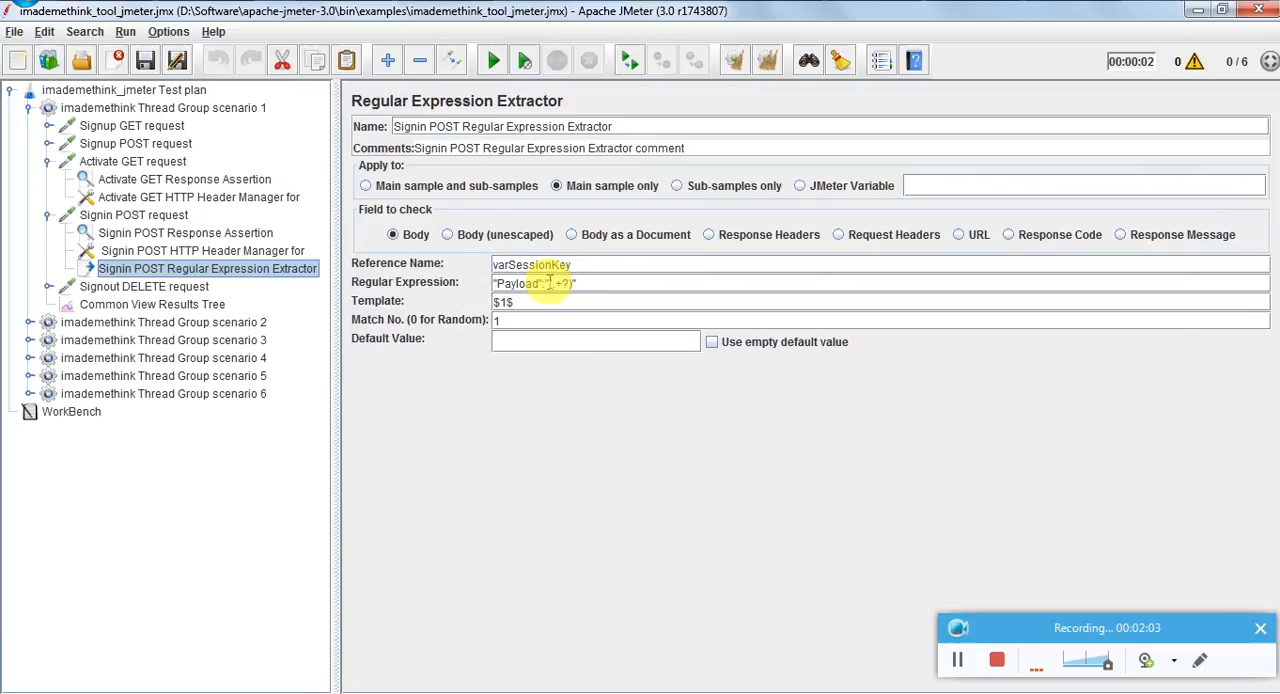 imademethink_tool_jmeter.jmx (D:\Software\apache-jmeter-3.0\bin\examples\imademethink_tool_jmeter.jmx) - Apache JMeter (3.0 r1743807)
File Edit Search Run Options Help
00:00:02 0 0 / 6
imademethink_jmeter Test plan
imademethink Thread Group scenario 1
Signup GET request
Signup POST request
Activate GET request
Activate GET Response Assertion
Activate GET HTTP Header Manager for
Signin POST request
Signin POST Response Assertion
Signin POST HTTP Header Manager for
Signin POST Regular Expression Extractor
Signout DELETE request
Common View Results Tree
imademethink Thread Group scenario 2
imademethink Thread Group scenario 3
imademethink Thread Group scenario 4
imademethink Thread Group scenario 5
imademethink Thread Group scenario 6
WorkBench
Regular Expression Extractor
Name: Signin POST Regular Expression Extractor
Comments: Signin POST Regular Expression Extractor comment
Apply to:
Main sample and sub-samples Main sample only Sub-samples only JMeter Variable
Field to check
Body Body (unescaped) Body as a Document Response Headers Request Headers URL Response Code Response Message
Reference Name: varSessionKey
Regular Expression:
Template: $1$
Match No. (0 for Random): 1
Default Value: Use empty default value
Recording... 00:02:03